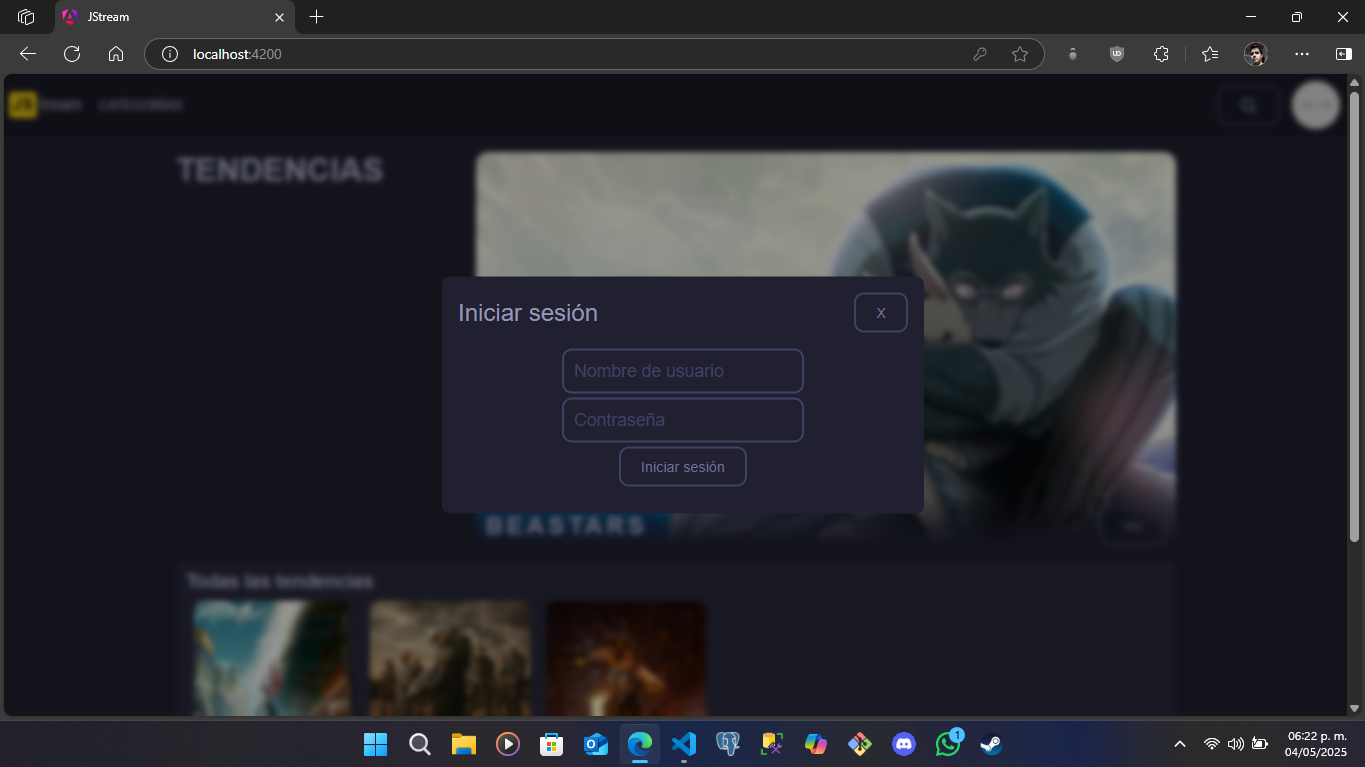 JStream
localhost:4200
JStream CATEGORÍAS
TENDENCIAS
Iniciar sesión
X
Nombre de usuario
Contraseña
Iniciar sesión
BEASTARS
Todas las tendencias
1
06:22 p. m.
04/05/2025